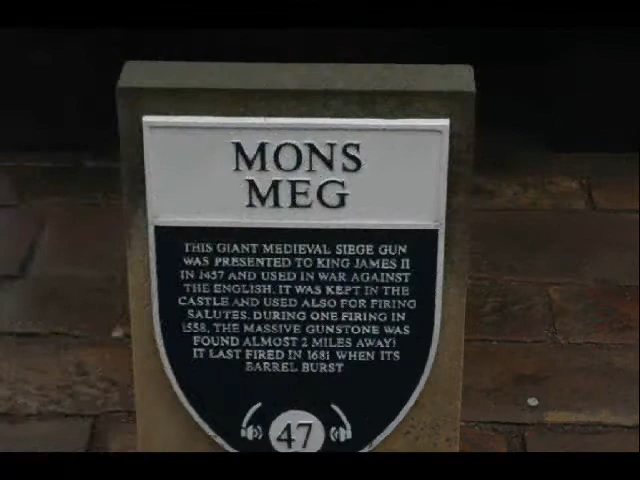 MONS
MEG
THIS GIANT MEDIEVAL SIEGE GUN
WAS PRESENTED TO KING JAMES II
IN 1457 AND USED IN WAR AGAINST
THE ENGLISH. IT WAS KEPT IN THE
CASTLE AND USED ALSO FOR FIRING
SALUTES. DURING ONE FIRING IN
1558, THE MASSIVE GUNSTONE WAS
FOUND ALMOST 2 MILES AWAY!
IT LAST FIRED IN 1681 WHEN ITS
BARREL BURST
47